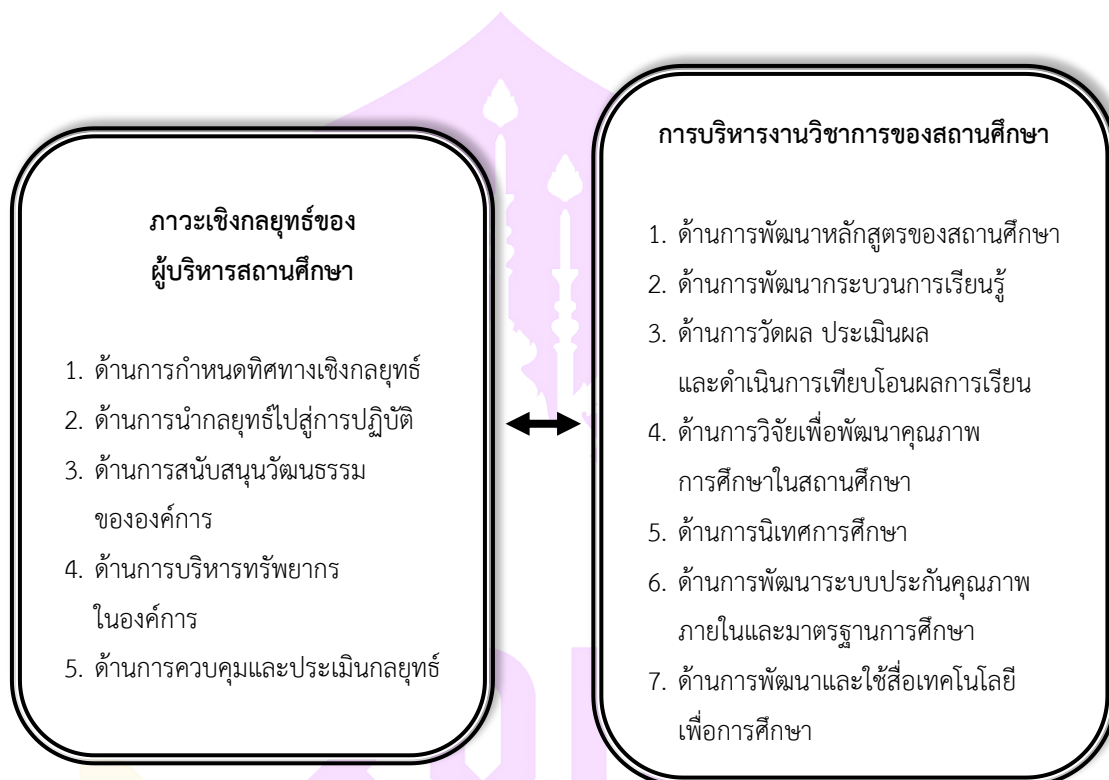 ภาวะเชิงกลยุทธ์ของ
ผู้บริหารสถานศึกษา
1. ด้านการกำหนดทิศทางเชิงกลยุทธ์
2. ด้านการนำกลยุทธ์ไปสู่การปฏิบัติ
3. ด้านการสนับสนุนวัฒนธรรม
ขององค์การ
4. ด้านการบริหารทรัพยากร
ในองค์การ
5. ด้านการควบคุมและประเมินกลยุทธ์
การบริหารงานวิชาการของสถานศึกษา
1. ด้านการพัฒนาหลักสูตรของสถานศึกษา
2. ด้านการพัฒนากระบวนการเรียนรู้
3. ด้านการวัดผล ประเมินผล
และดำเนินการเทียบโอนผลการเรียน
4. ด้านการวิจัยเพื่อพัฒนาคุณภาพ
การศึกษาในสถานศึกษา
5. ด้านการนิเทศการศึกษา
6. ด้านการพัฒนาระบบประกันคุณภาพ
ภายในและมาตรฐานการศึกษา
7. ด้านการพัฒนาและใช้สื่อเทคโนโลยี
เพื่อการศึกษา